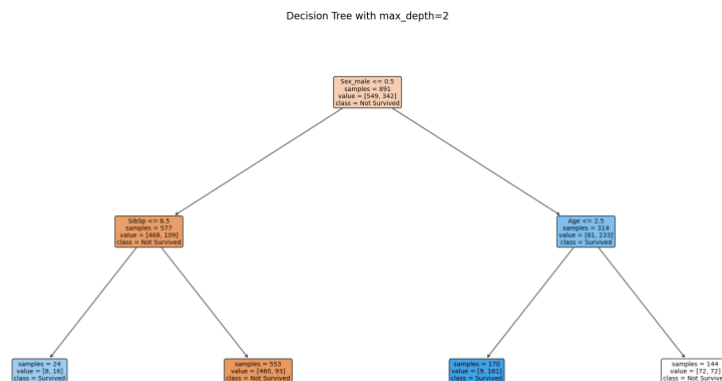 Decision Tree with max_depth=2
Sex_male <= 0.5
samples = 891
value = [549, 342]
class = Not Survived
SibSp <= 6.5
samples = 577
value = [468, 109]
class = Not Survived
Age <= 2.5
samples = 314
value = [81, 233]
class = Survived
samples = 24
value = [8, 16]
class = Survived
samples = 553
value = [460, 93]
class = Not Survived
samples = 170
value = [9, 161]
class = Survived
samples = 144
value = [72, 72]
class = Not Survive